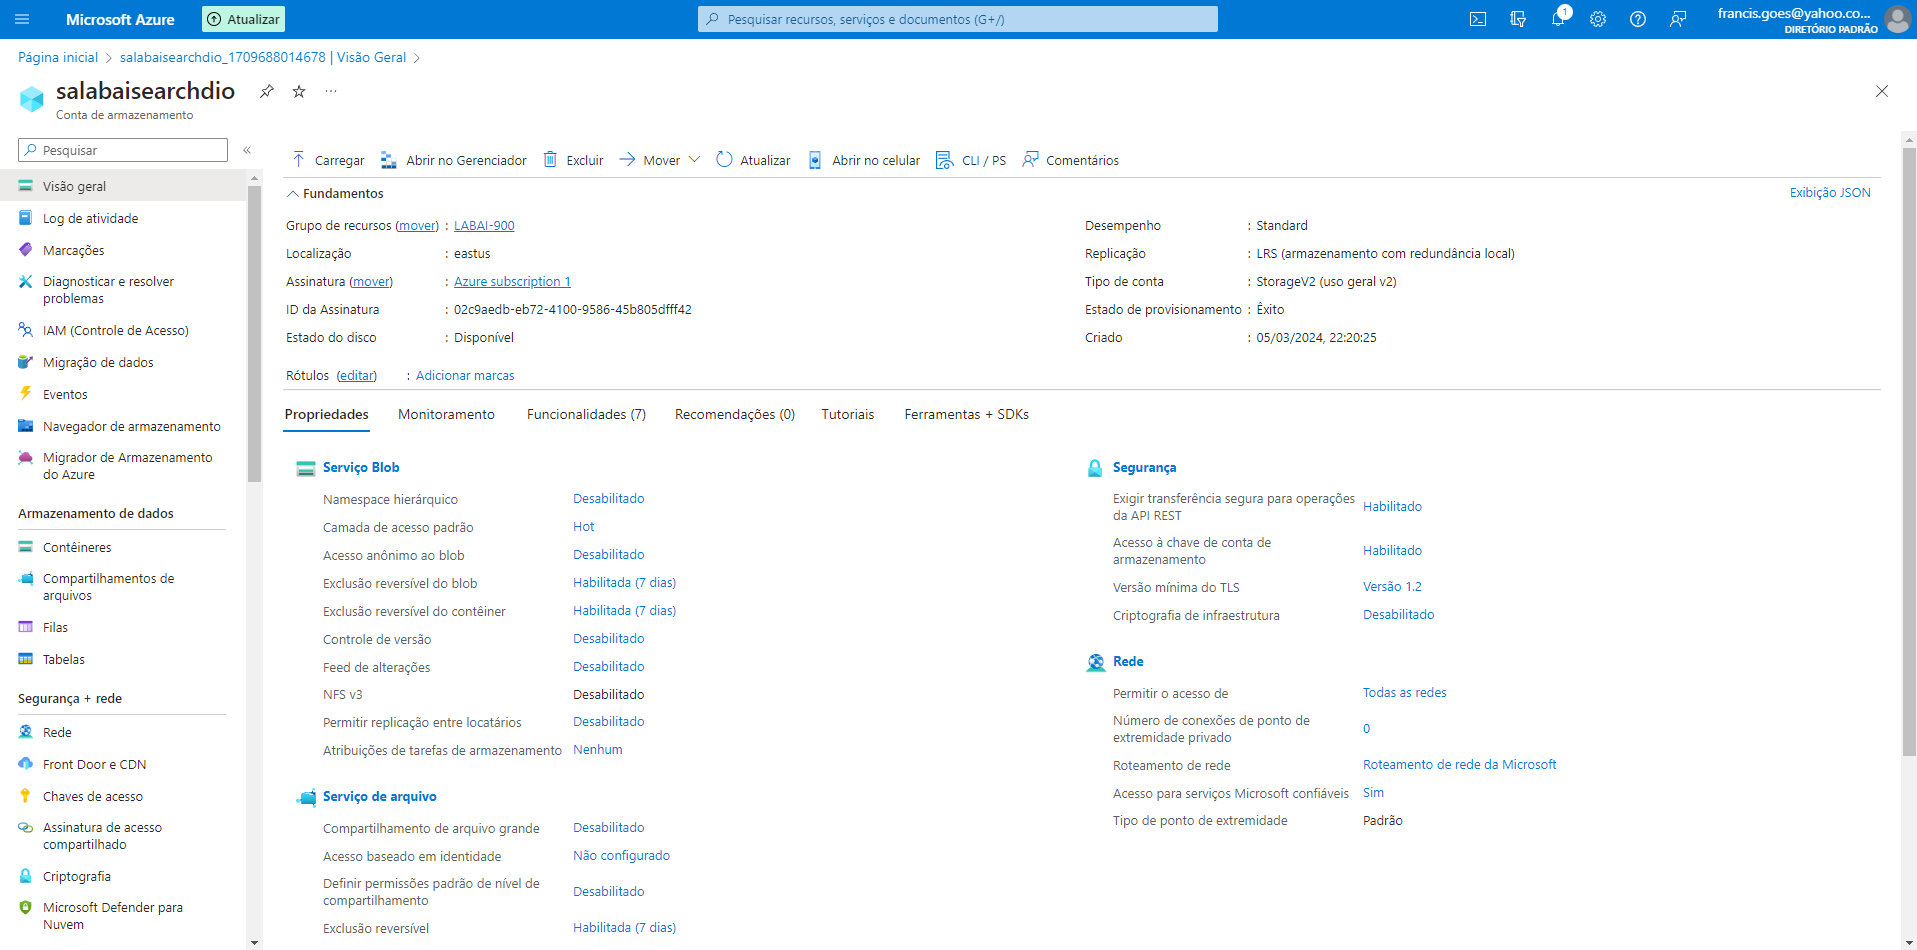 Microsoft Azure
Atualizar
Pesquisar recursos, serviços e documentos (G+/)
1
francis.goes@yahoo.co...
DIRETÓRIO PADRÃO
Página inicial > salabaisearchdio_1709688014678 | Visão Geral >
salabaisearchdio
Conta de armazenamento
Pesquisar
Visão geral
Log de atividade
Marcações
Diagnosticar e resolver
problemas
IAM (Controle de Acesso)
Migração de dados
Eventos
Navegador de armazenamento
Migrador de Armazenamento
do Azure
Armazenamento de dados
Contêineres
Compartilhamentos de
arquivos
Filas
Tabelas
Segurança + rede
Rede
Front Door e CDN
Chaves de acesso
Assinatura de acesso
compartilhado
Criptografia
Microsoft Defender para
Nuvem
Carregar Abrir no Gerenciador Excluir Mover Atualizar Abrir no celular CLI / PS Comentários
Fundamentos
Exibição JSON
Grupo de recursos (mover) : LABAI-900
Localização : eastus
Assinatura (mover) : Azure subscription 1
ID da Assinatura : 02c9aedb-eb72-4100-9586-45b805dfff42
Estado do disco : Disponível
Desempenho : Standard
Replicação : LRS (armazenamento com redundância local)
Tipo de conta : StorageV2 (uso geral v2)
Estado de provisionamento : Êxito
Criado : 05/03/2024, 22:20:25
Rótulos (editar) : Adicionar marcas
Propriedades Monitoramento Funcionalidades (7) Recomendações (0) Tutoriais Ferramentas + SDKs
Serviço Blob
Namespace hierárquico Desabilitado
Camada de acesso padrão Hot
Acesso anônimo ao blob Desabilitado
Exclusão reversível do blob Habilitada (7 dias)
Exclusão reversível do contêiner Habilitada (7 dias)
Controle de versão Desabilitado
Feed de alterações Desabilitado
NFS v3 Desabilitado
Permitir replicação entre locatários Desabilitado
Atribuições de tarefas de armazenamento Nenhum
Serviço de arquivo
Compartilhamento de arquivo grande Desabilitado
Acesso baseado em identidade Não configurado
Definir permissões padrão de nível de
compartilhamento Desabilitado
Exclusão reversível Habilitada (7 dias)
Segurança
Exigir transferência segura para operações
da API REST Habilitado
Acesso à chave de conta de
armazenamento Habilitado
Versão mínima do TLS Versão 1.2
Criptografia de infraestrutura Desabilitado
Rede
Permitir o acesso de Todas as redes
Número de conexões de ponto de
extremidade privado 0
Roteamento de rede Roteamento de rede da Microsoft
Acesso para serviços Microsoft confiáveis Sim
Tipo de ponto de extremidade Padrão